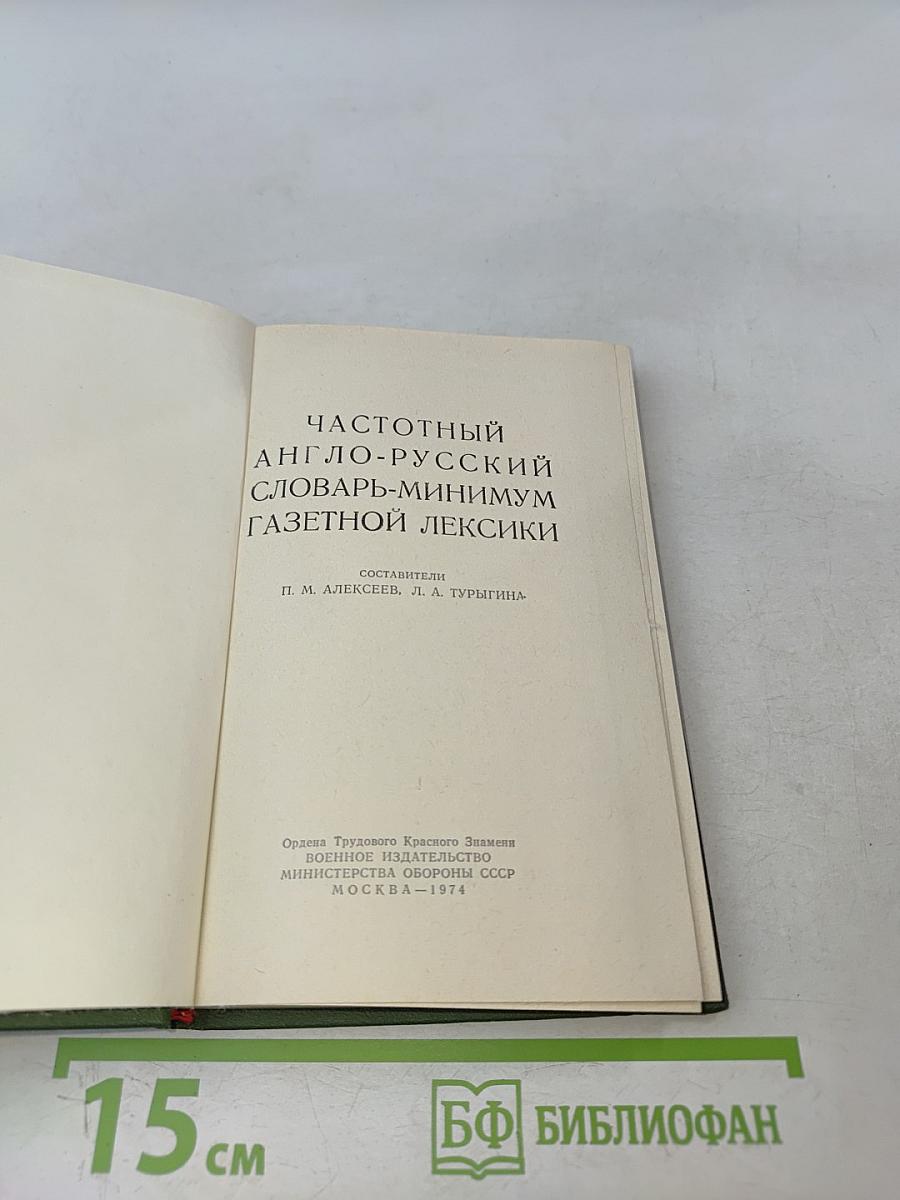 ЧАСТОТНЫЙ
АНГЛО-РУССКИЙ
СЛОВАРЬ-МИНИМУМ
ГАЗЕТНОЙ ЛЕКСИКИ
СОСТАВИТЕЛИ
П. М. АЛЕКСЕЕВ, Л. А. ТУРЫГИНА
Ордена Трудового Красного Знамени
ВОЕННОЕ ИЗДАТЕЛЬСТВО
МИНИСТЕРСТВА ОБОРОНЫ СССР
МОСКВА—1974
15 см
БФ БИБЛИОФАН